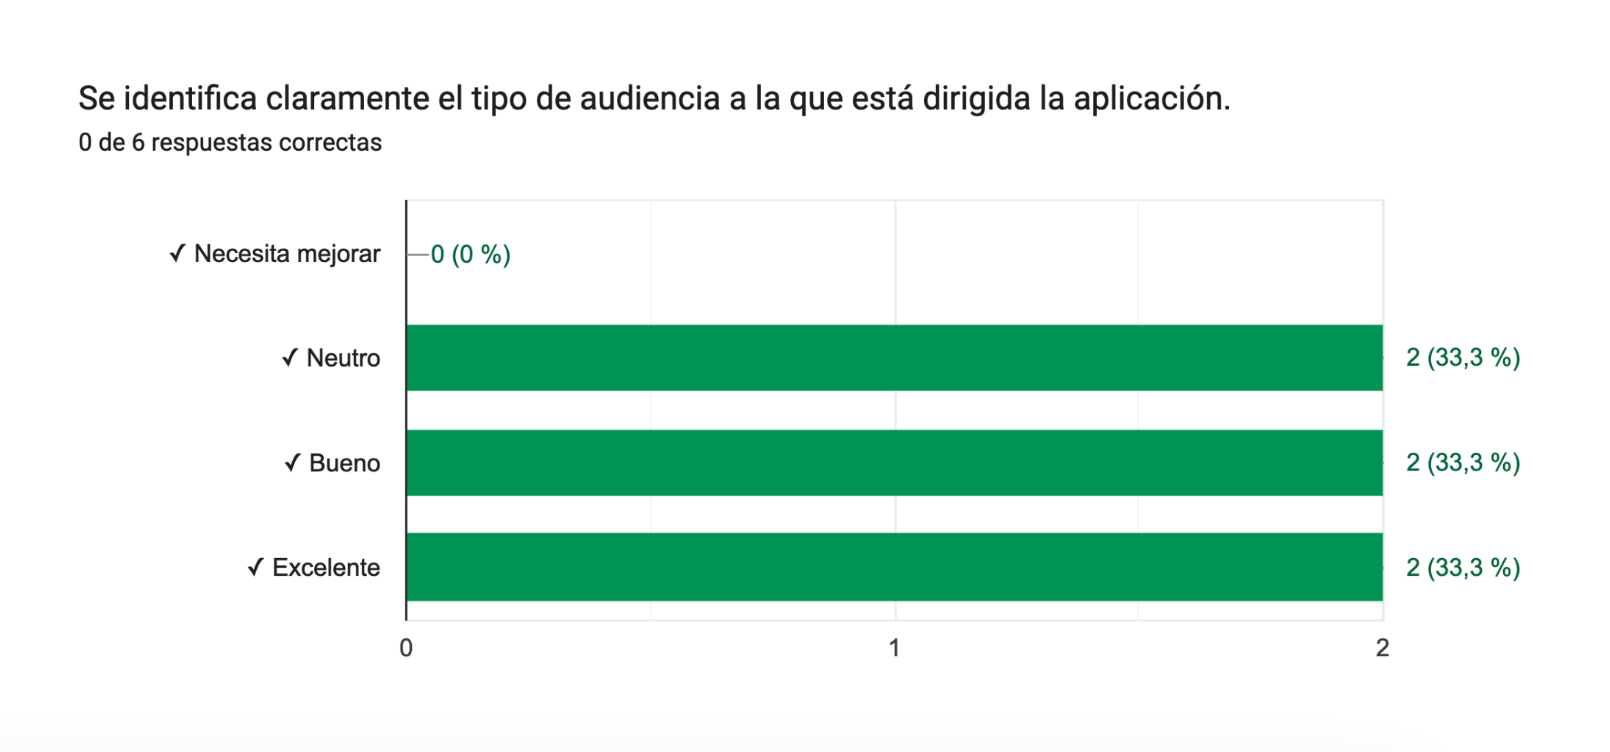 Se identifica claramente el tipo de audiencia a la que está dirigida la aplicación.
0 de 6 respuestas correctas
✓ Necesita mejorar 0 (0 %)
✓ Neutro 2 (33,3 %)
✓ Bueno 2 (33,3 %)
✓ Excelente 2 (33,3 %)
0 1 2